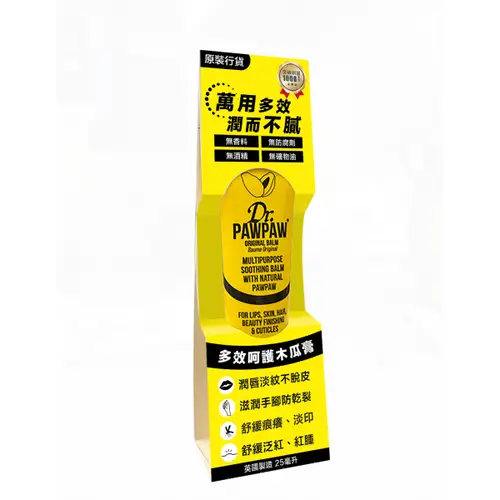 原裝行貨
萬用多效
潤而不膩
無香料 無防腐劑
無酒精 無礦物油
Dr.
PAWPAW
ORIGINAL BALM
Baume Original
MULTIPURPOSE
SOOTHING BALM
WITH NATURAL
PAWPAW
FOR LIPS, SKIN, HAIR,
BEAUTY FINISHING
& CUTICLES
多效呵護木瓜膏
潤唇淡紋不脫皮
滋潤手腳防乾裂
舒緩痕癢、淡印
舒緩泛紅、紅腫
英國製造 25毫升